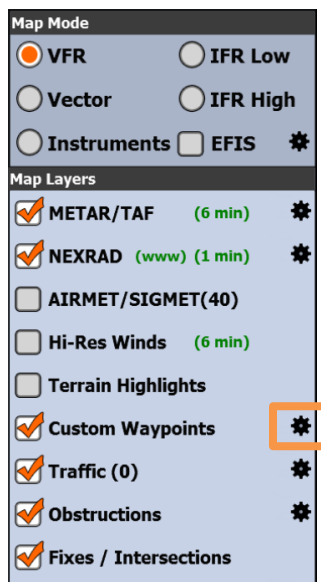 Map Mode
VFR IFR Low
Vector IFR High
Instruments EFIS
Map Layers
METAR/TAF (6 min)
NEXRAD (www) (1 min)
AIRMET/SIGMET(40)
Hi-Res Winds (6 min)
Terrain Highlights
Custom Waypoints
Traffic (0)
Obstructions
Fixes / Intersections